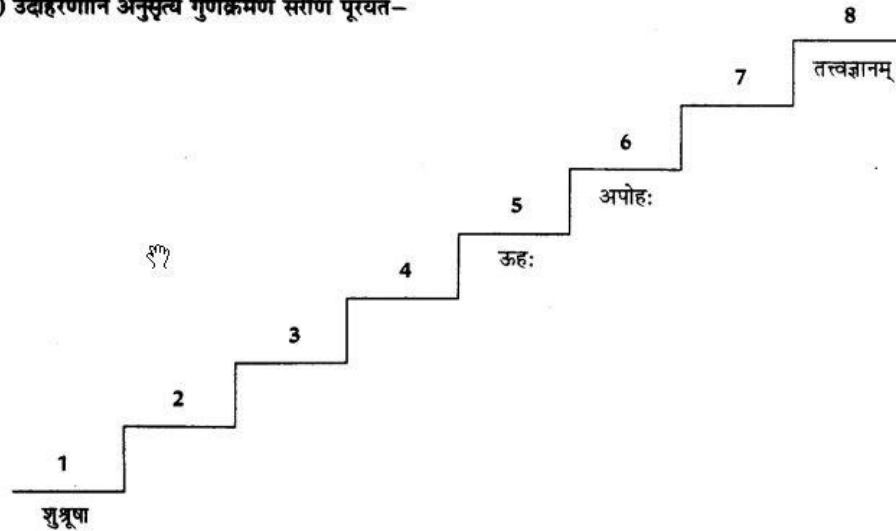 ) उदाहरणानि अनुसृत्य गुणक्रमेण सरणिं पूरयत–
8
तत्त्वज्ञानम्
7
6
अपोहः
5
ऊहः
4
3
2
1
शुश्रूषा